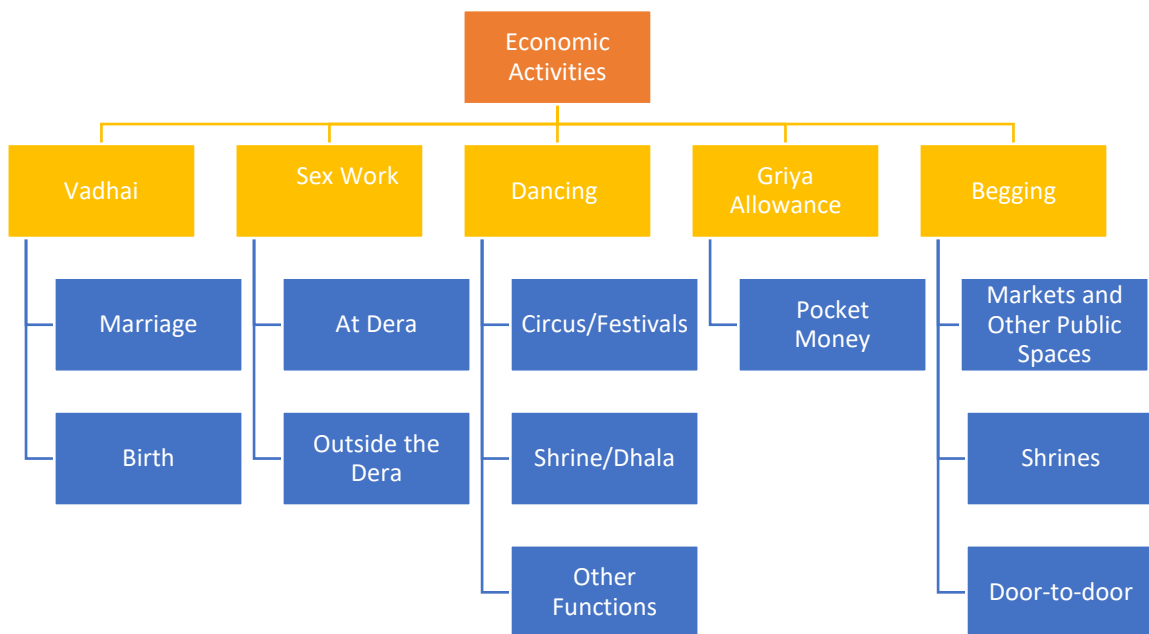 Economic
Activities
Vadhai
Sex Work
Dancing
Griya
Allowance
Begging
Marriage
Birth
At Dera
Outside the
Dera
Circus/Festivals
Shrine/Dhala
Other
Functions
Pocket
Money
Markets and
Other Public
Spaces
Shrines
Door-to-door